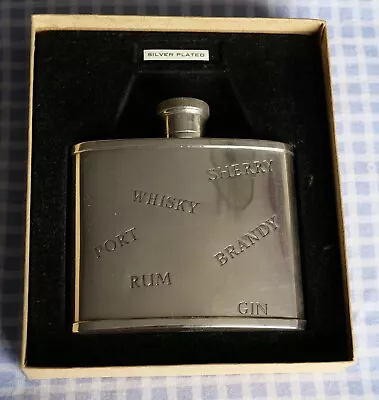 SILVER PLATED
SHERRY
WHISKY
PORT
BRANDY
RUM
GIN